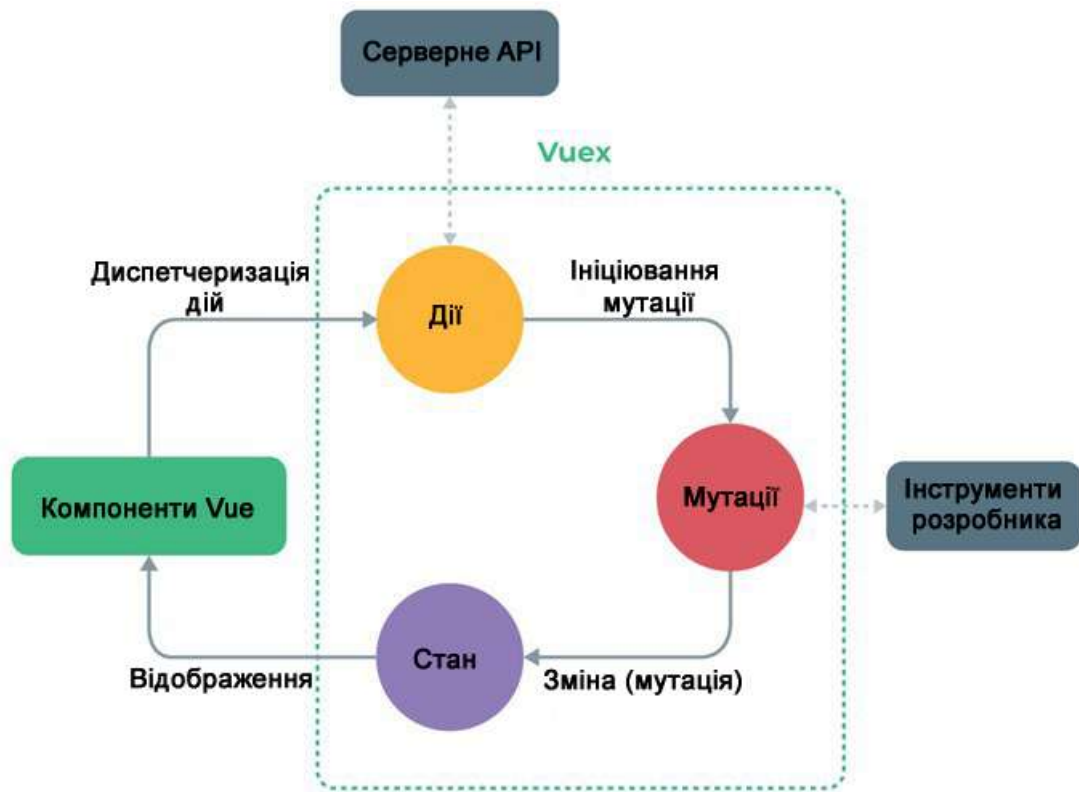 Серверне API
Vuex
Диспетчеризація
дій
Дії
Ініціювання
мутації
Компоненти Vue
Мутації
Інструменти
розробника
Стан
Відображення
Зміна (мутація)